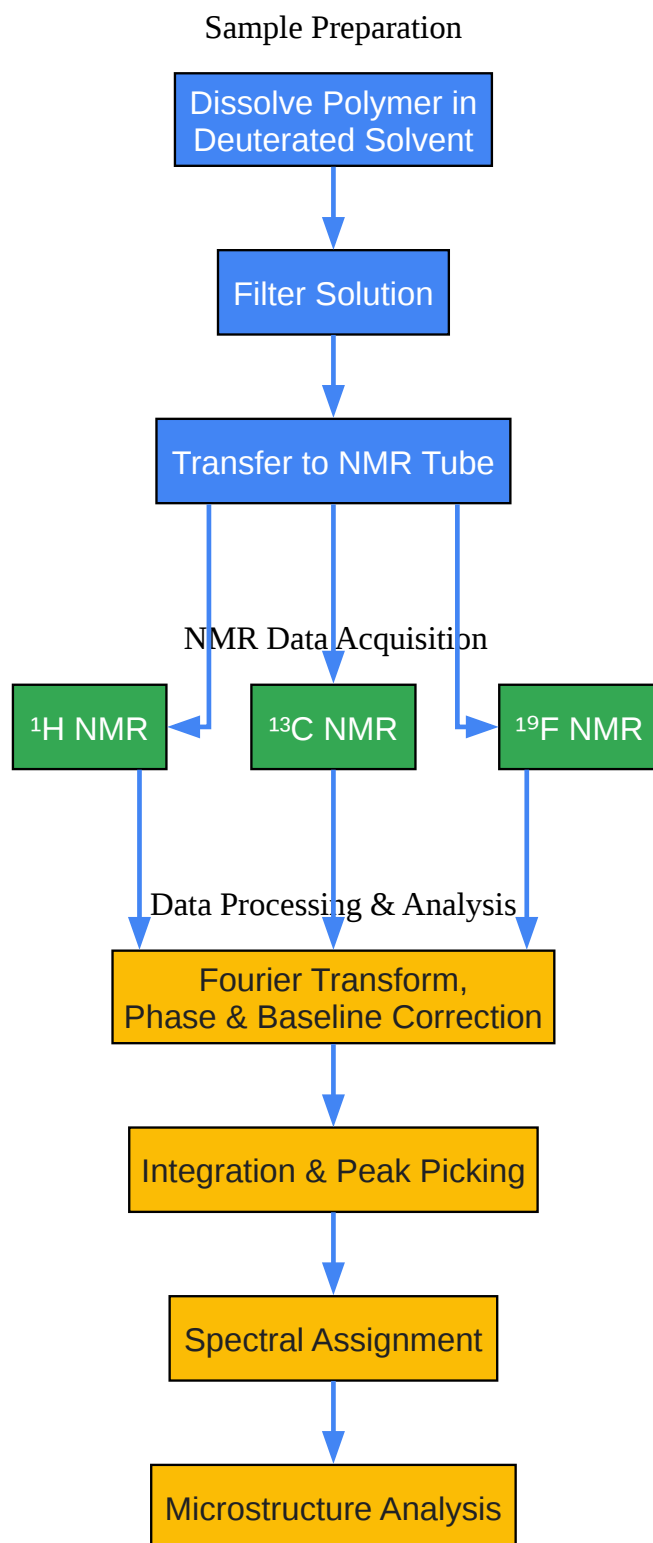 Sample Preparation
Dissolve Polymer in
Deuterated Solvent
Filter Solution
Transfer to NMR Tube
NMR Data Acquisition
¹H NMR
¹³C NMR
¹⁹F NMR
Data Processing & Analysis
Fourier Transform,
Phase & Baseline Correction
Integration & Peak Picking
Spectral Assignment
Microstructure Analysis